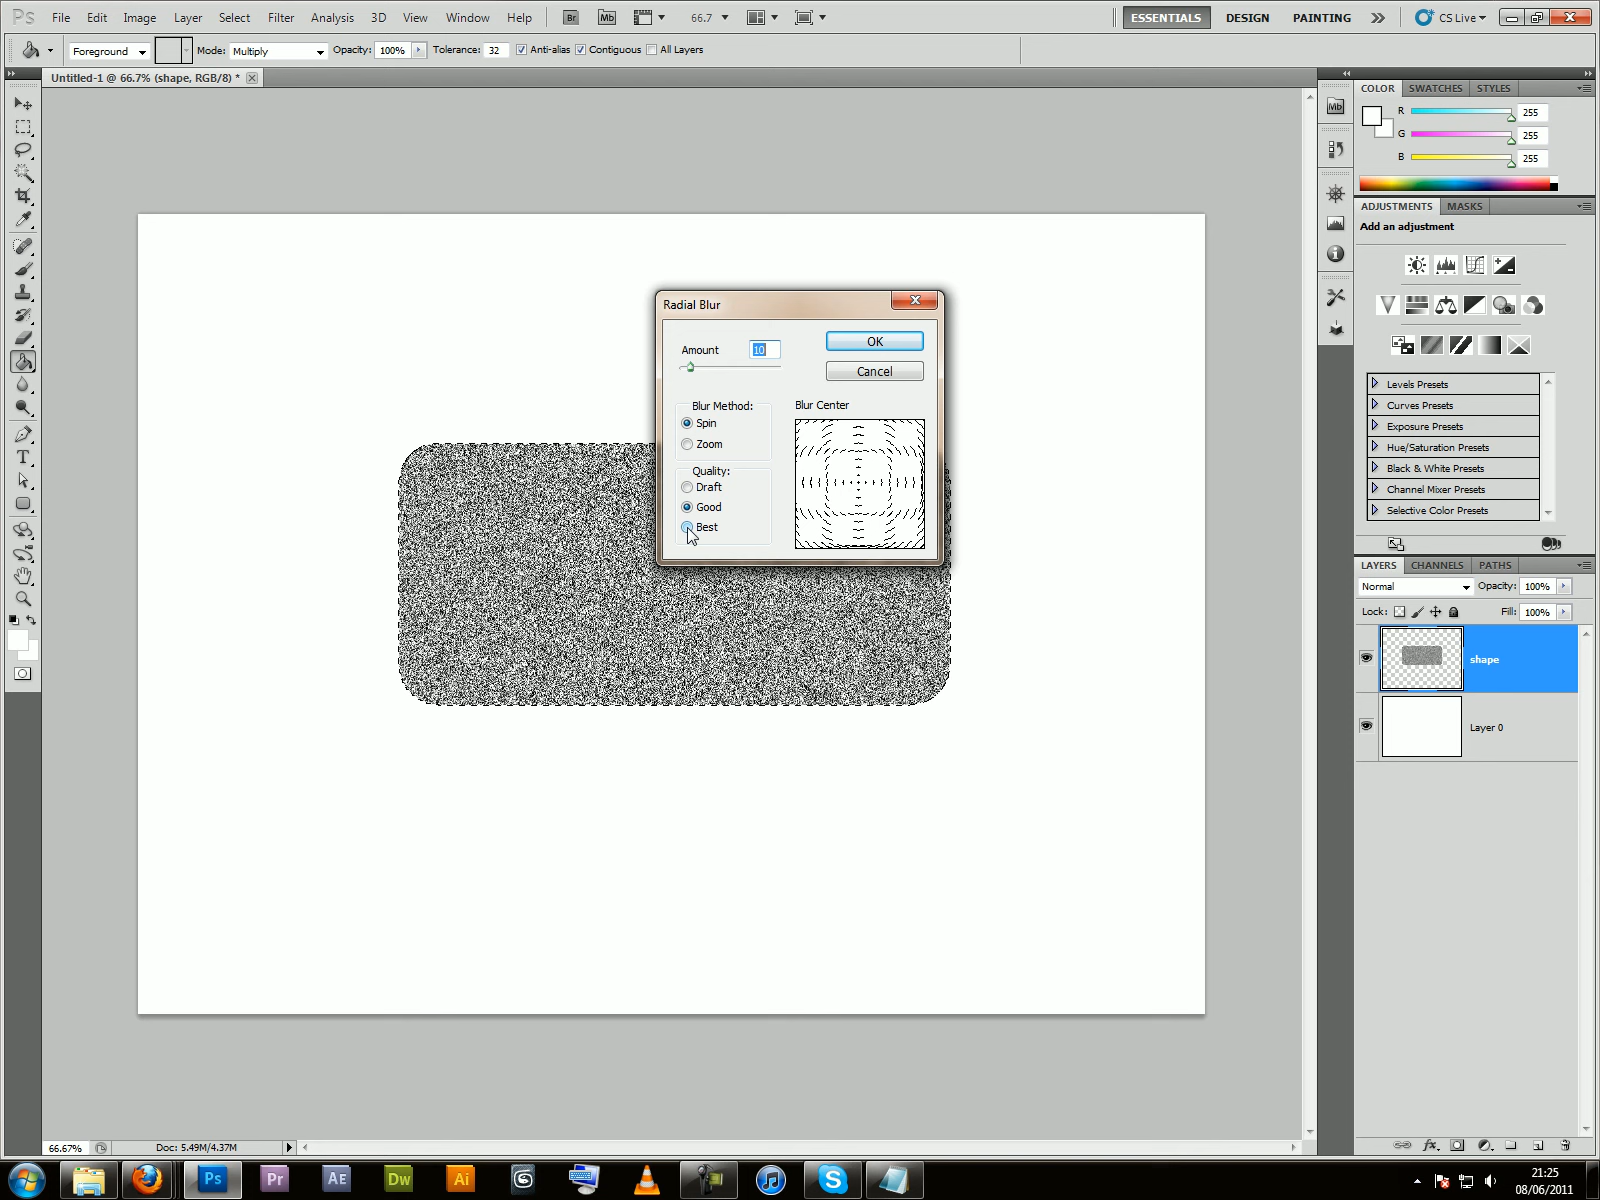 Ps File Edit Image Layer Select Filter Analysis 3D View Window Help Br Mb 66.7 ESSENTIALS DESIGN PAINTING CS Live
Foreground Mode: Multiply Opacity: 100% Tolerance: 32 Anti-alias Contiguous All Layers
Untitled-1 @ 66.7% (shape, RGB/8) *
COLOR SWATCHES STYLES
Mb
R 255
G 255
B 255
ADJUSTMENTS MASKS
Add an adjustment
Radial Blur
Amount 10 OK
Cancel
Blur Method: Blur Center
Spin
Zoom
Quality:
Draft
Good
Best
Levels Presets
Curves Presets
Exposure Presets
Hue/Saturation Presets
Black & White Presets
Channel Mixer Presets
Selective Color Presets
LAYERS CHANNELS PATHS
Normal Opacity: 100%
Lock: Fill: 100%
shape
Layer 0
T
66.67% Doc: 5.49M/4.37M
fx
Ps Pr AE Dw Ai S
21:25
08/06/2011